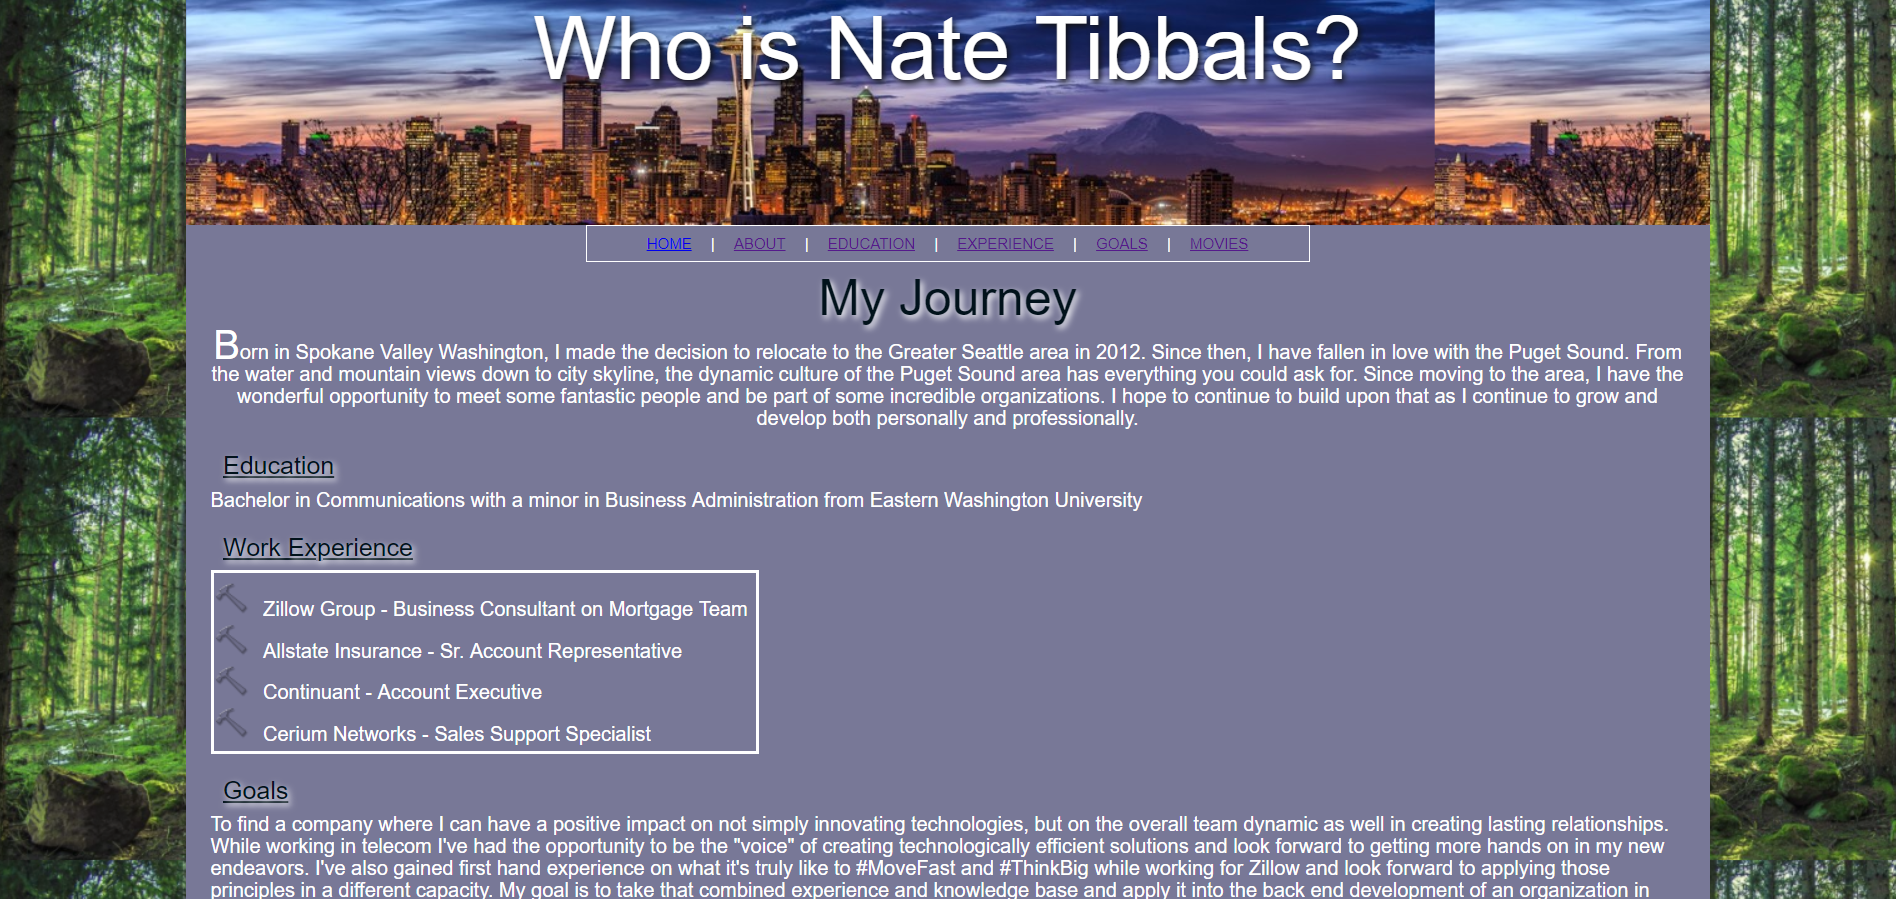 Who is Nate Tibbals?
HOME | ABOUT | EDUCATION | EXPERIENCE | GOALS | MOVIES
My Journey
Born in Spokane Valley Washington, I made the decision to relocate to the Greater Seattle area in 2012. Since then, I have fallen in love with the Puget Sound. From
the water and mountain views down to city skyline, the dynamic culture of the Puget Sound area has everything you could ask for. Since moving to the area, I have the
wonderful opportunity to meet some fantastic people and be part of some incredible organizations. I hope to continue to build upon that as I continue to grow and
develop both personally and professionally.
Education
Bachelor in Communications with a minor in Business Administration from Eastern Washington University
Work Experience
Zillow Group - Business Consultant on Mortgage Team
Allstate Insurance - Sr. Account Representative
Continuant - Account Executive
Cerium Networks - Sales Support Specialist
Goals
To find a company where I can have a positive impact on not simply innovating technologies, but on the overall team dynamic as well in creating lasting relationships.
While working in telecom I've had the opportunity to be the "voice" of creating technologically efficient solutions and look forward to getting more hands on in my new
endeavors. I've also gained first hand experience on what it's truly like to #MoveFast and #ThinkBig while working for Zillow and look forward to applying those
principles in a different capacity. My goal is to take that combined experience and knowledge base and apply it into the back end development of an organization in